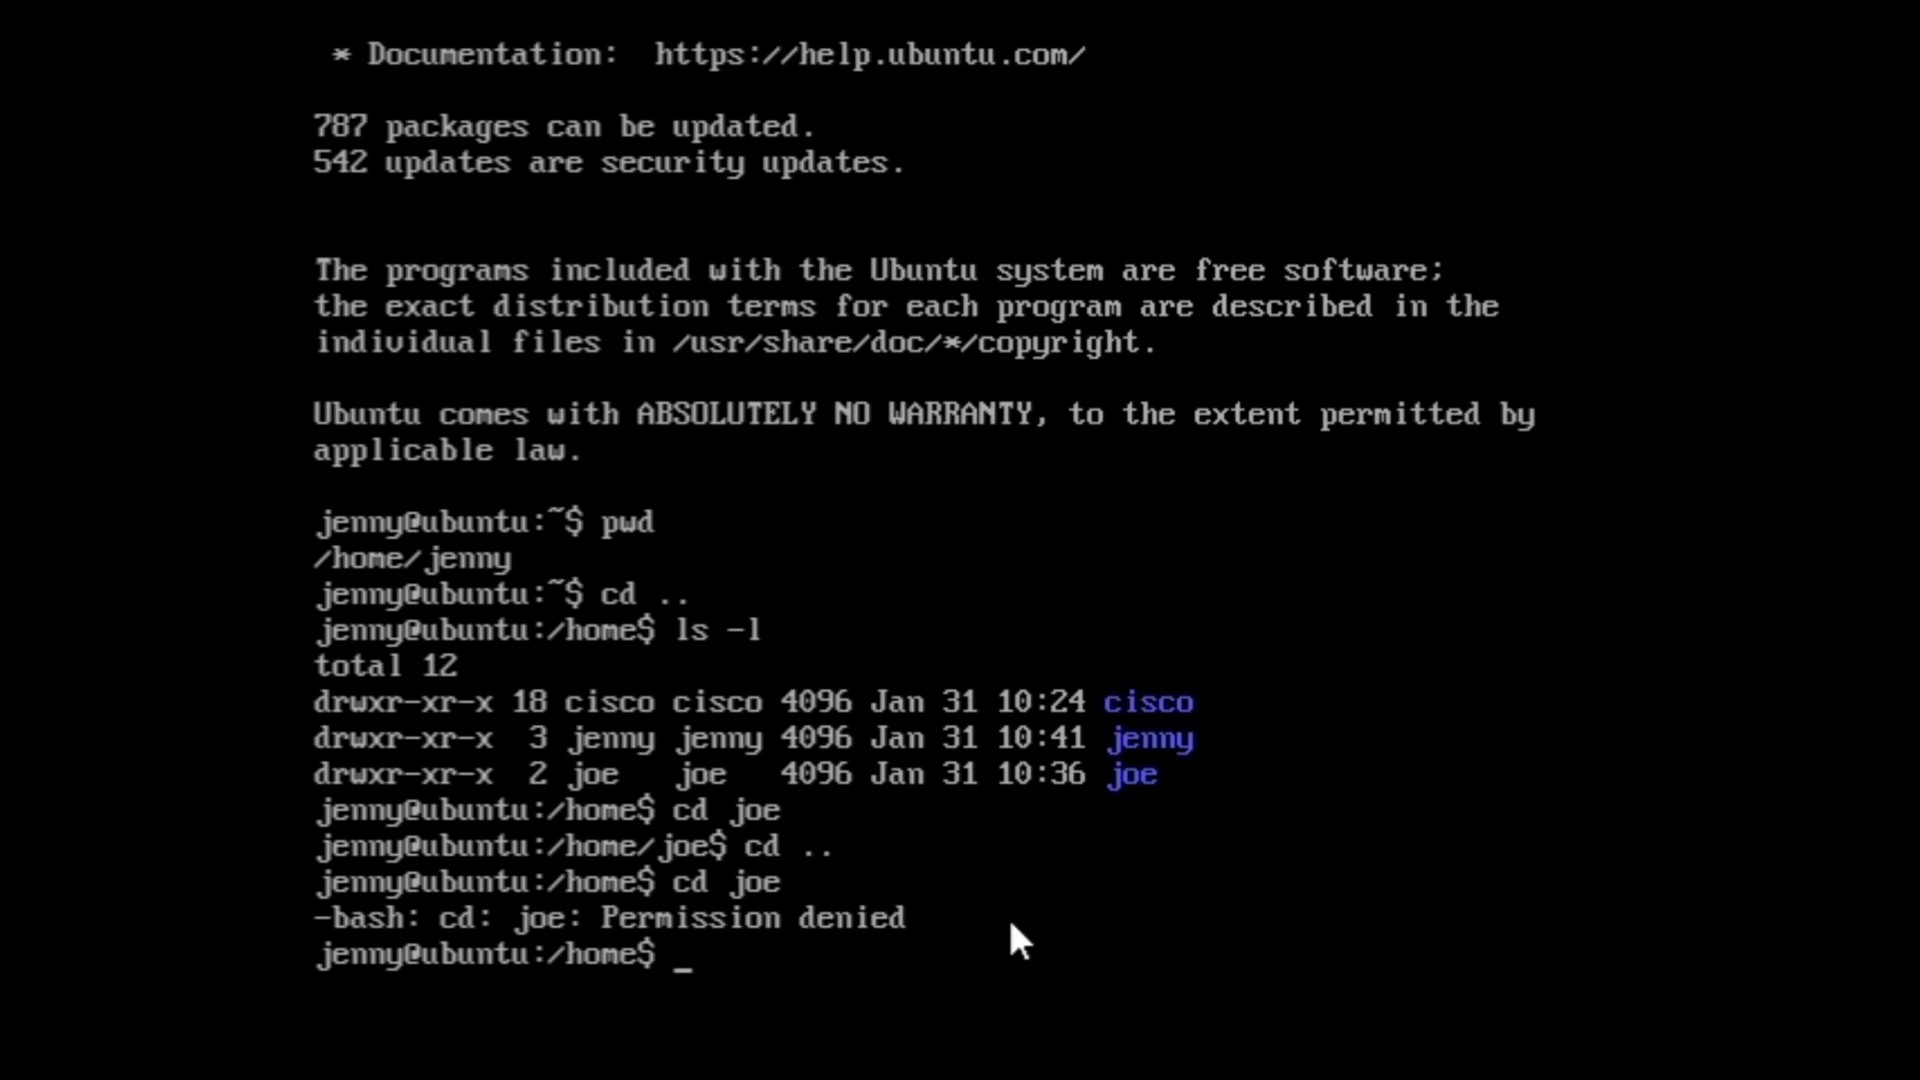 * Documentation:  https://help.ubuntu.com/
787 packages can be updated.
542 updates are security updates.
The programs included with the Ubuntu system are free software;
the exact distribution terms for each program are described in the
individual files in /usr/share/doc/*/copyright.
Ubuntu comes with ABSOLUTELY NO WARRANTY, to the extent permitted by
applicable law.
jenny@ubuntu:~$ pwd
/home/jenny
jenny@ubuntu:~$ cd ..
jenny@ubuntu:/home$ ls -l
total 12
drwxr-xr-x 18 cisco cisco 4096 Jan 31 10:24 cisco
drwxr-xr-x  3 jenny jenny 4096 Jan 31 10:41 jenny
drwxr-xr-x  2 joe   joe   4096 Jan 31 10:36 joe
jenny@ubuntu:/home$ cd joe
jenny@ubuntu:/home/joe$ cd ..
jenny@ubuntu:/home$ cd joe
-bash: cd: joe: Permission denied
jenny@ubuntu:/home$ _